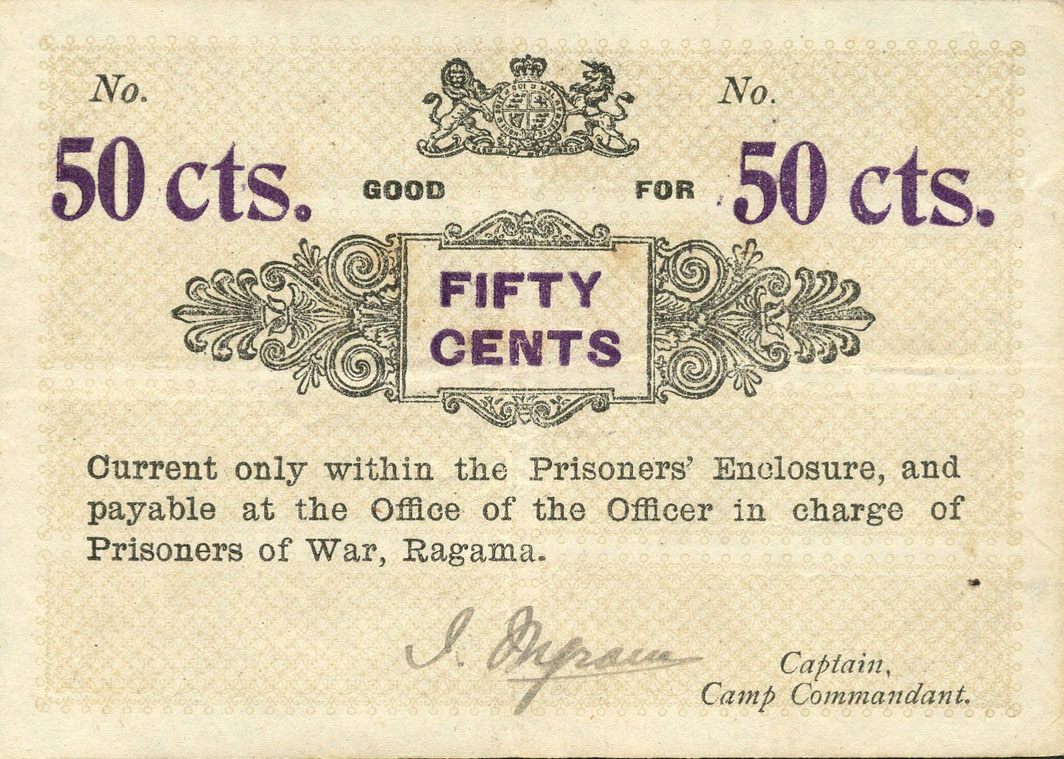 No.
No.
50 cts.
GOOD FOR
50 cts.
FIFTY
CENTS
Current only within the Prisoners' Enclosure, and
payable at the Office of the Officer in charge of
Prisoners of War, Ragama.
I. Ingram
Captain,
Camp Commandant.